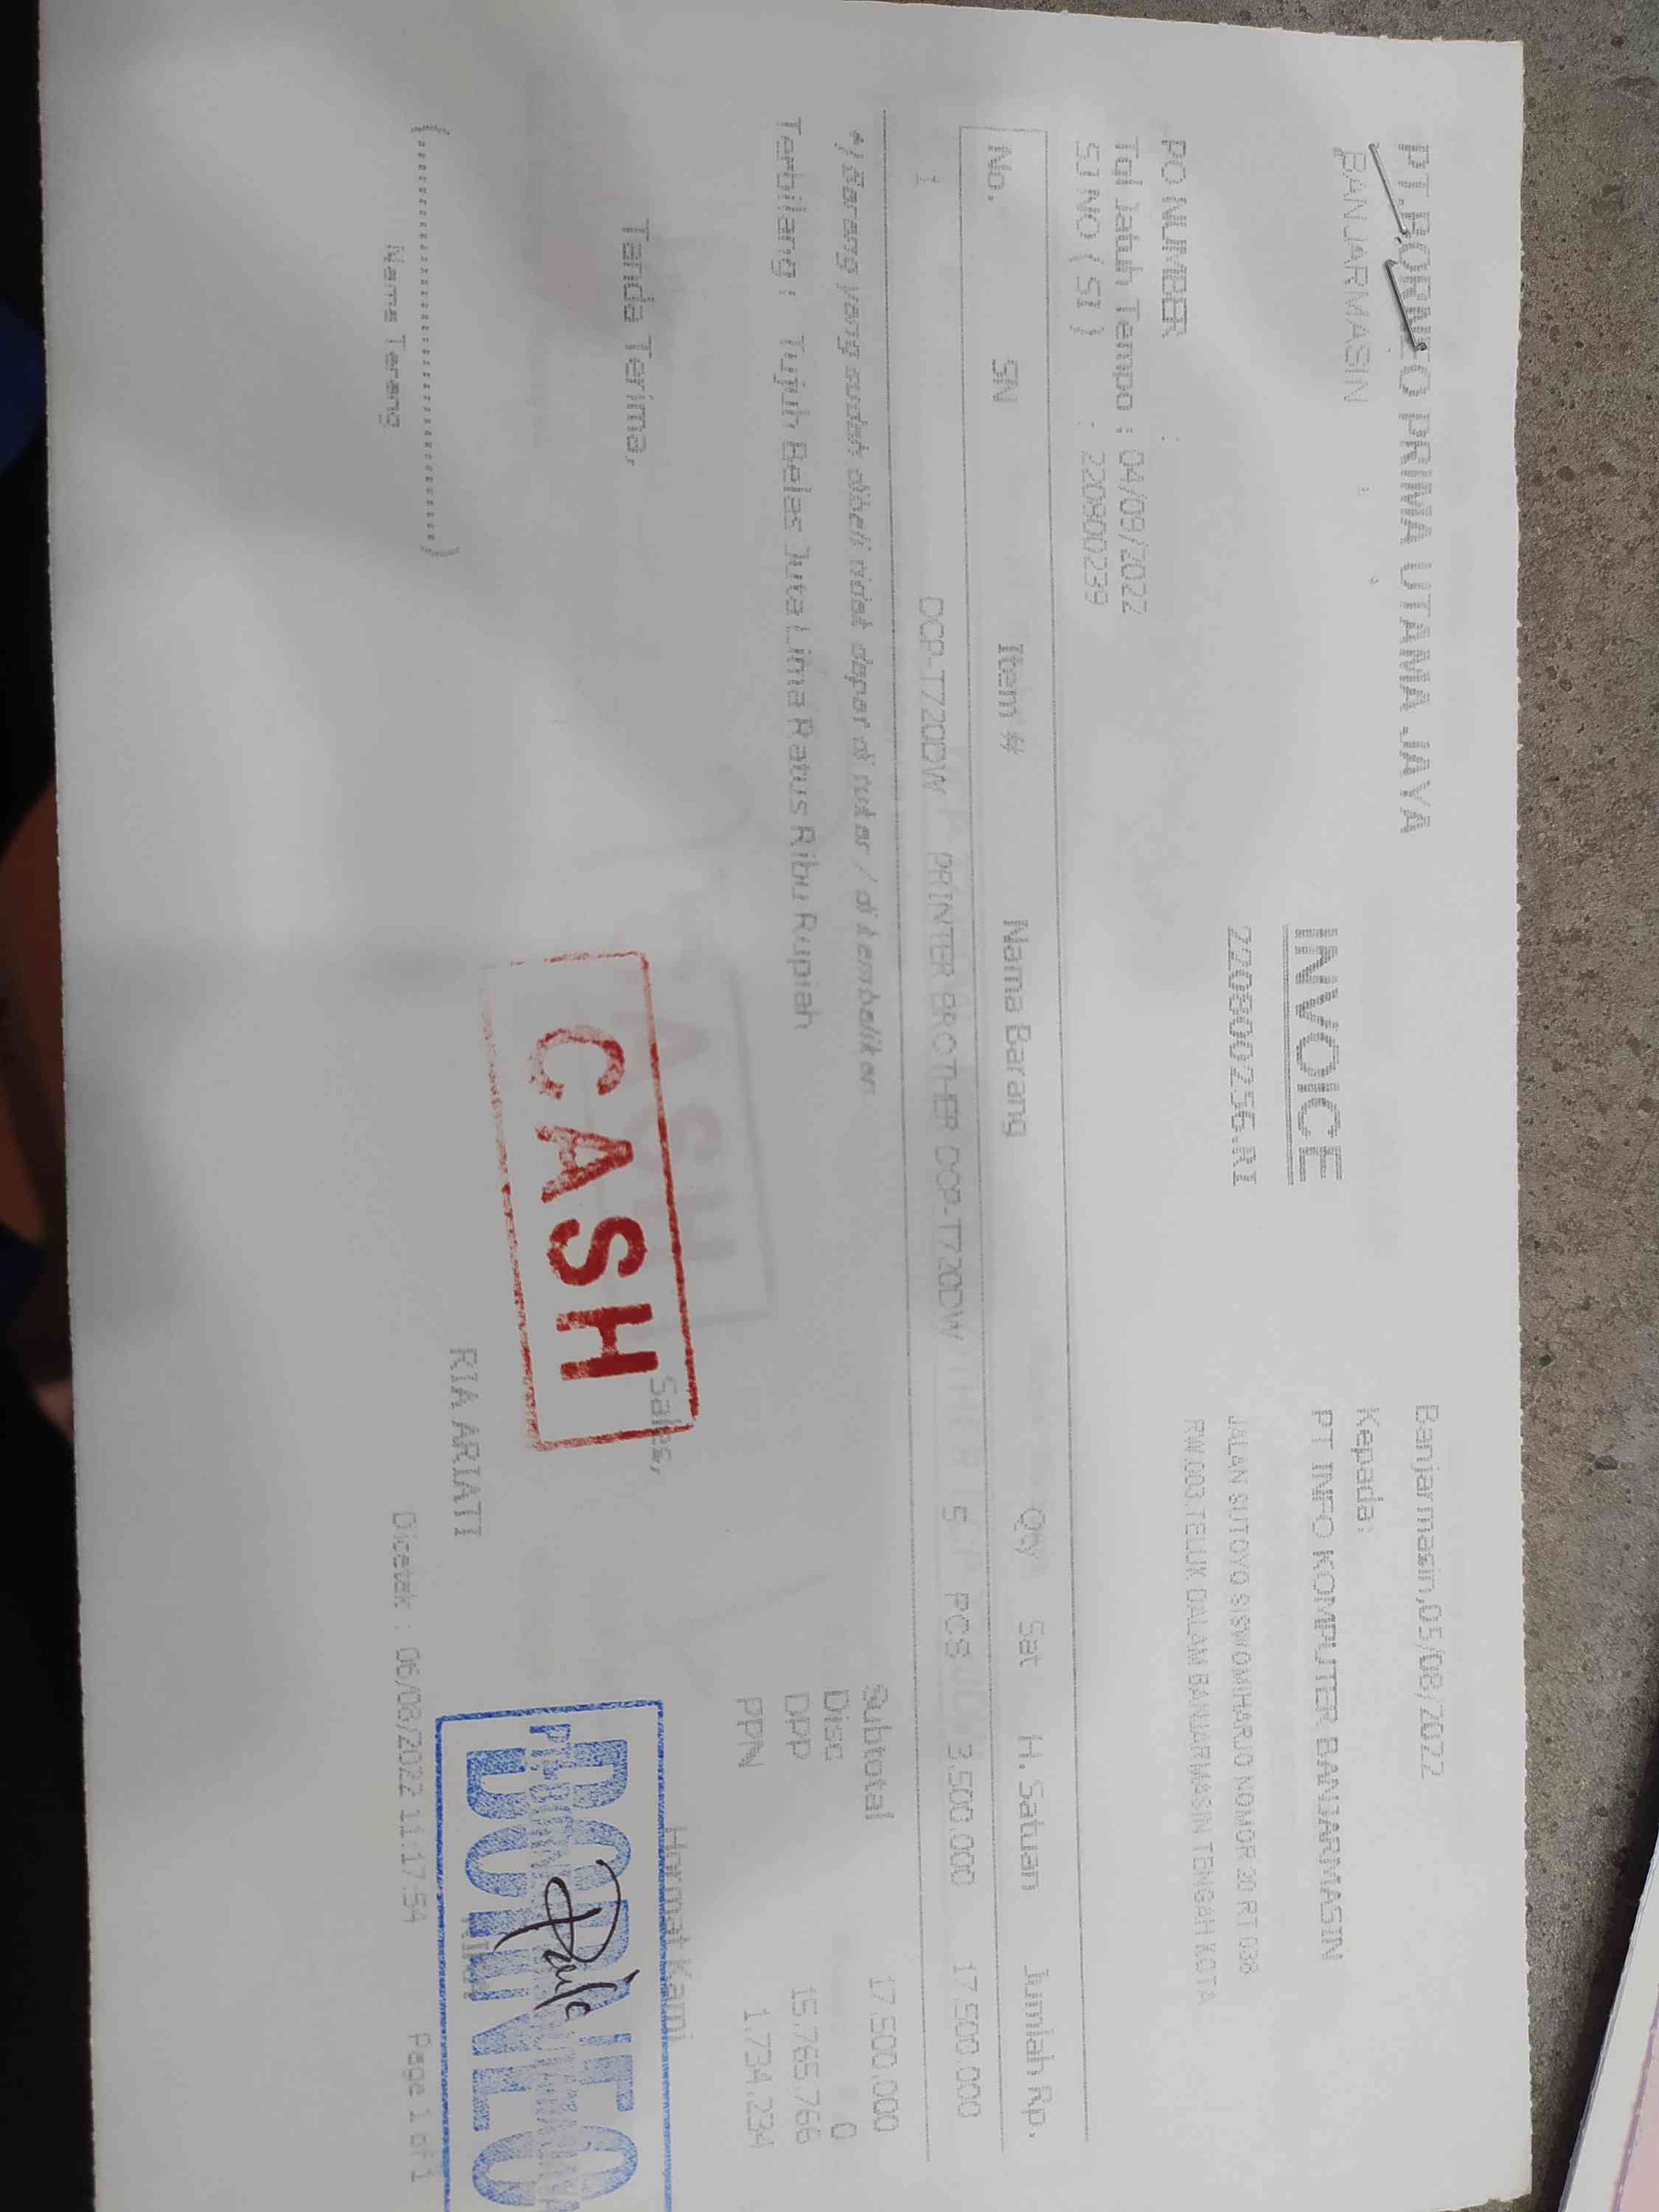 PT.BORNEO PRIMA UTAMA JAYA
BANJARMASIN
INVOICE
220800256.RI
Banjarmasin,05/08/2022
Kepada:
PT INFO KOMPUTER BANJARMASIN
JALAN SUTOYO SISWOMIHARJO NOMOR 20 RT 038
RW.003 TELUK DALAM BANJARMASIN TENGAH KOTA
PO NUMBER :
Tgl Jatuh Tempo : 04/09/2022
SJ NO ( SI ) : 220800239
No. SN Item # Nama Barang Qty Sat H.Satuan Jumlah Rp.
1 DCP-T720DW PRINTER BROTHER DCP-T720DW 5 PCS 3.500.000 17.500.000
*/ Barang yang sudah dibeli tidak dapat di tukar / di kembalikan
Terbilang : Tujuh Belas Juta Lima Ratus Ribu Rupiah
Subtotal 17.500.000
Disc 0
DPP 15.765.766
PPN 1.734.234
Tanda Terima,
Sales,
Hormat Kami
CASH
BORNEO
RIA ARIATI
(..............................)
Nama Terang
Dicetak : 06/08/2022 11:17:54 Page 1 of 1